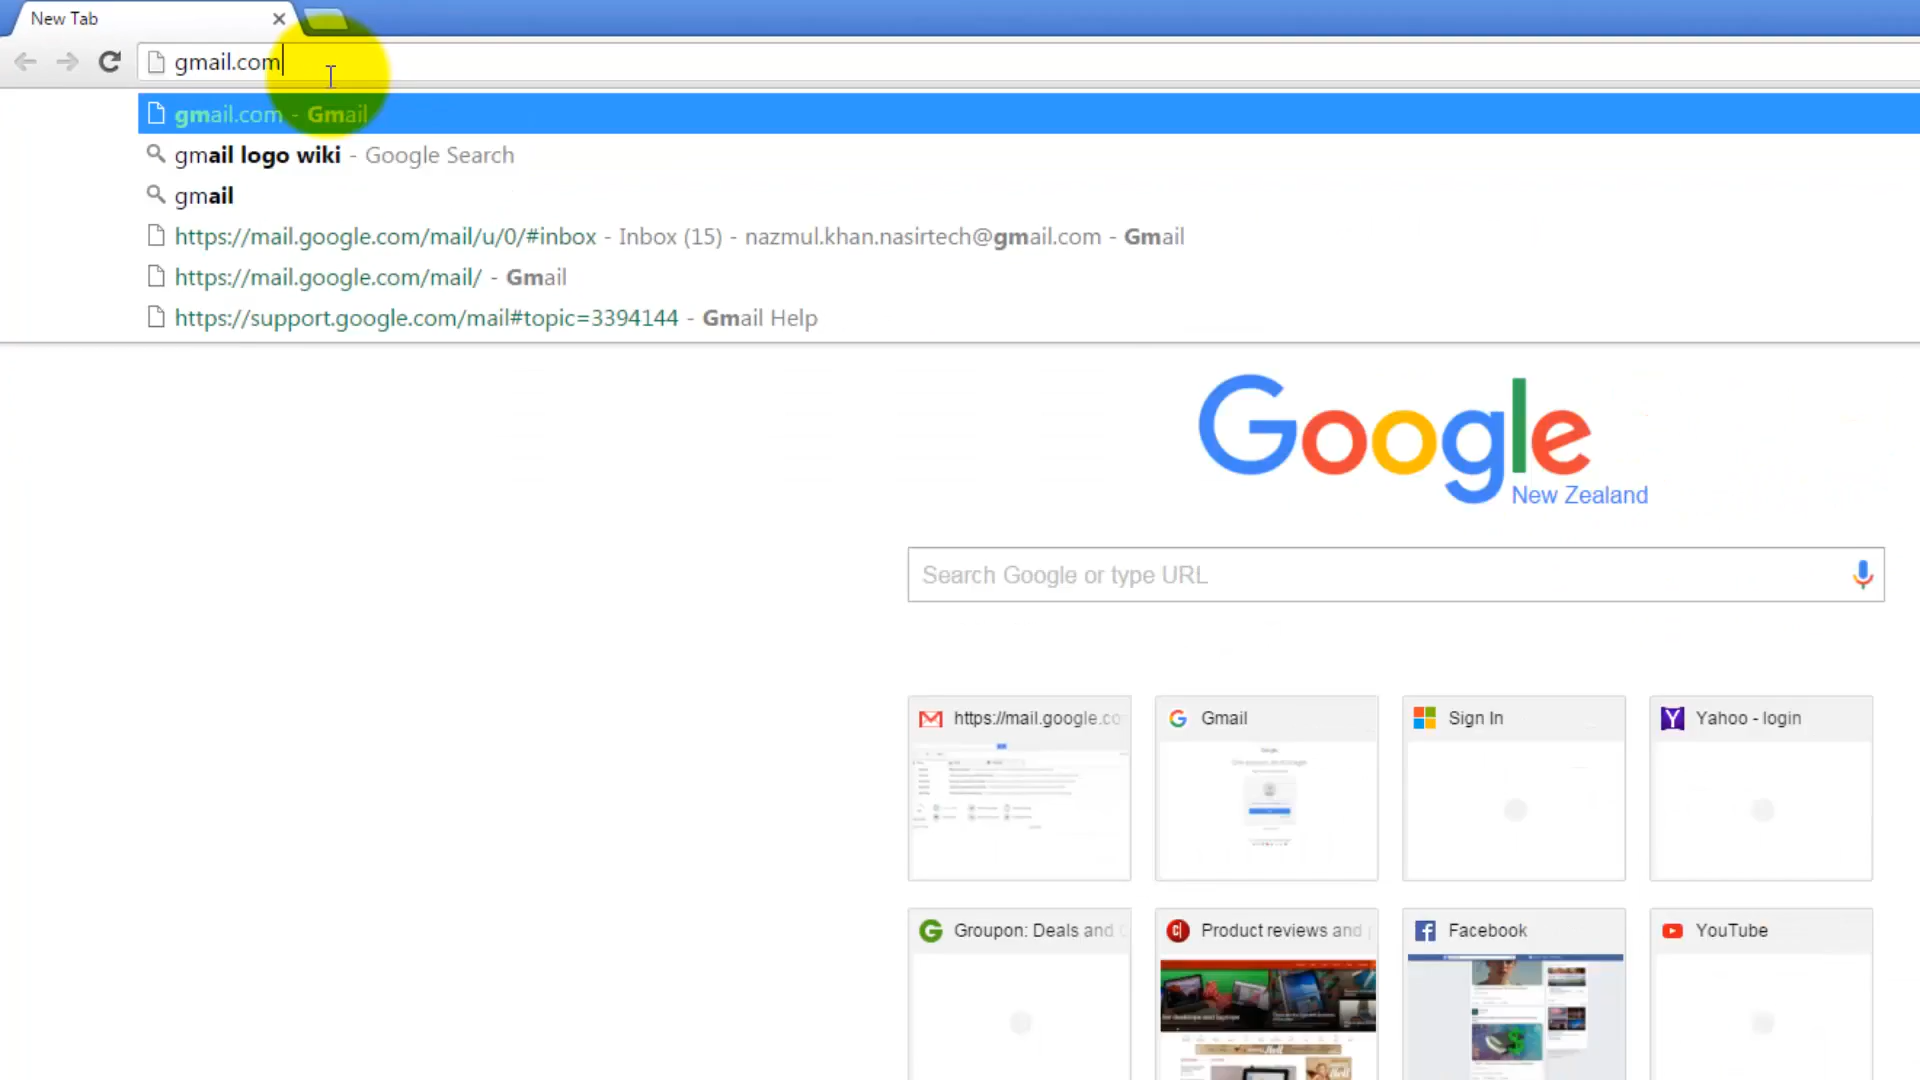 New Tab
gmail.com
gmail.com - Gmail
gmail logo wiki - Google Search
gmail
https://mail.google.com/mail/u/0/#inbox - Inbox (15) - nazmul.khan.nasirtech@gmail.com - Gmail
https://mail.google.com/mail/ - Gmail
https://support.google.com/mail#topic=3394144 - Gmail Help
Google
New Zealand
Search Google or type URL
https://mail.google.co
Gmail
Sign In
Yahoo - login
Groupon: Deals and
Product reviews and
Facebook
YouTube